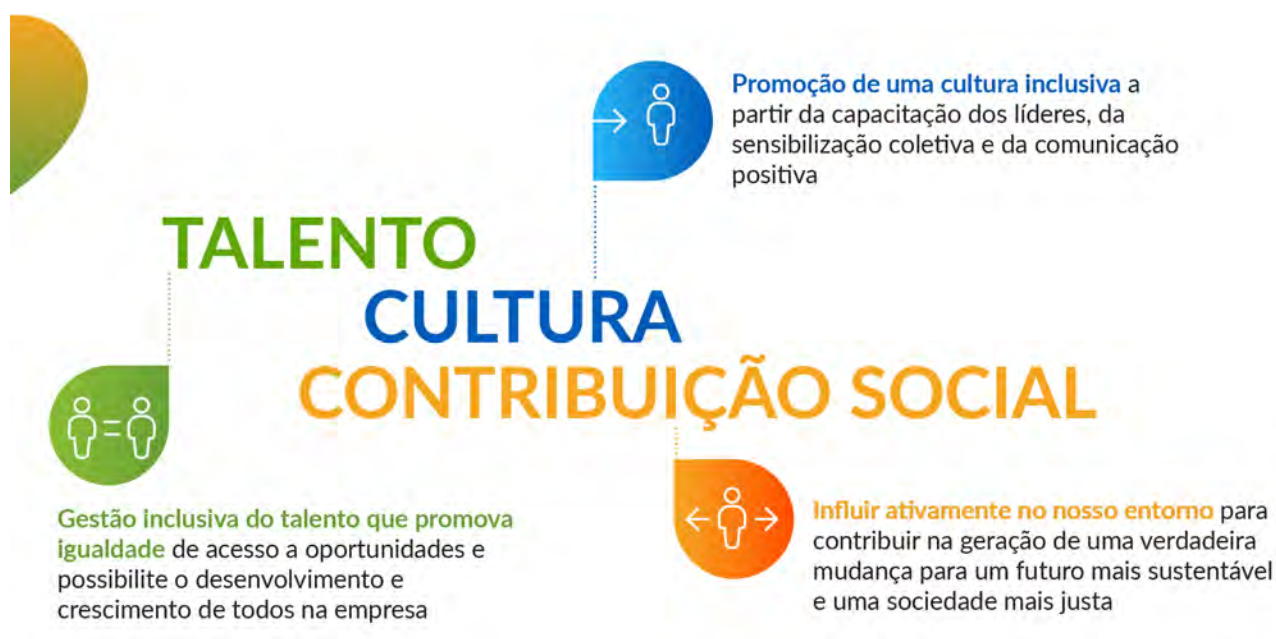 Promoção de uma cultura inclusiva a
partir da capacitação dos líderes, da
sensibilização coletiva e da comunicação
positiva
TALENTO
CULTURA
CONTRIBUIÇÃO SOCIAL
Gestão inclusiva do talento que promova
igualdade de acesso a oportunidades e
possibilite o desenvolvimento e
crescimento de todos na empresa
Influir ativamente no nosso entorno para
contribuir na geração de uma verdadeira
mudança para um futuro mais sustentável
e uma sociedade mais justa